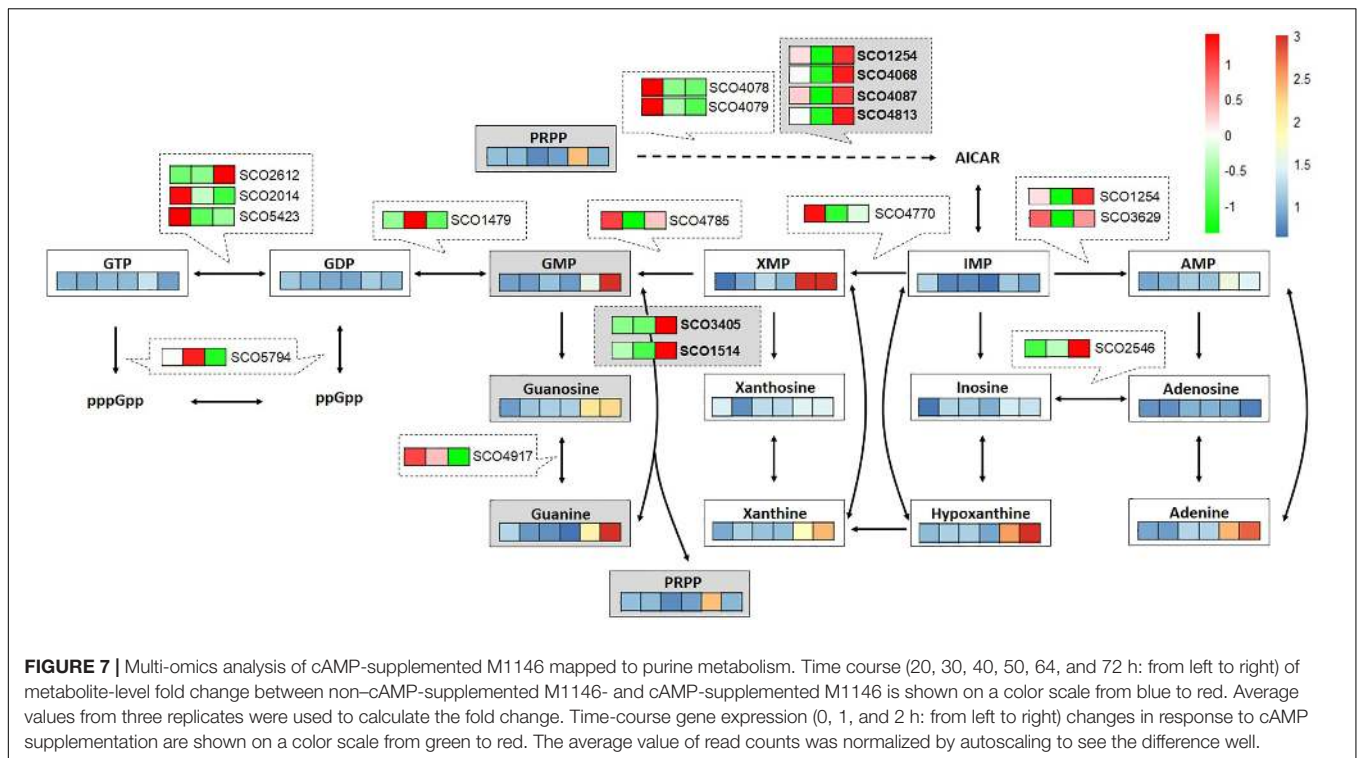 SCO1254
SCO4068
SCO4087
SCO4813
SCO4078
SCO4079
PRPP
AICAR
1
0.5
0
-0.5
-1
3
2.5
2
1.5
1
SCO2612
SCO2014
SCO5423
SCO1479
SCO4785
SCO4770
SCO1254
SCO3629
GTP
GDP
GMP
XMP
IMP
AMP
SCO3405
SCO1514
SCO5794
SCO2546
pppGpp
ppGpp
Guanosine
Xanthosine
Inosine
Adenosine
SCO4917
Guanine
Xanthine
Hypoxanthine
Adenine
PRPP
FIGURE 7 | Multi-omics analysis of cAMP-supplemented M1146 mapped to purine metabolism. Time course (20, 30, 40, 50, 64, and 72 h: from left to right) of
metabolite-level fold change between non–cAMP-supplemented M1146- and cAMP-supplemented M1146 is shown on a color scale from blue to red. Average
values from three replicates were used to calculate the fold change. Time-course gene expression (0, 1, and 2 h: from left to right) changes in response to cAMP
supplementation are shown on a color scale from green to red. The average value of read counts was normalized by autoscaling to see the difference well.